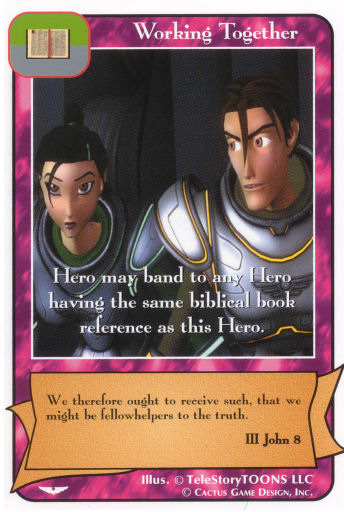 Working Together
Hero may band to any Hero
having the same biblical book
reference as this Hero.
We therefore ought to receive such, that we
might be fellowhelpers to the truth.
III John 8
Illus. © TeleStoryTOONS LLC
© Cactus Game Design, Inc.